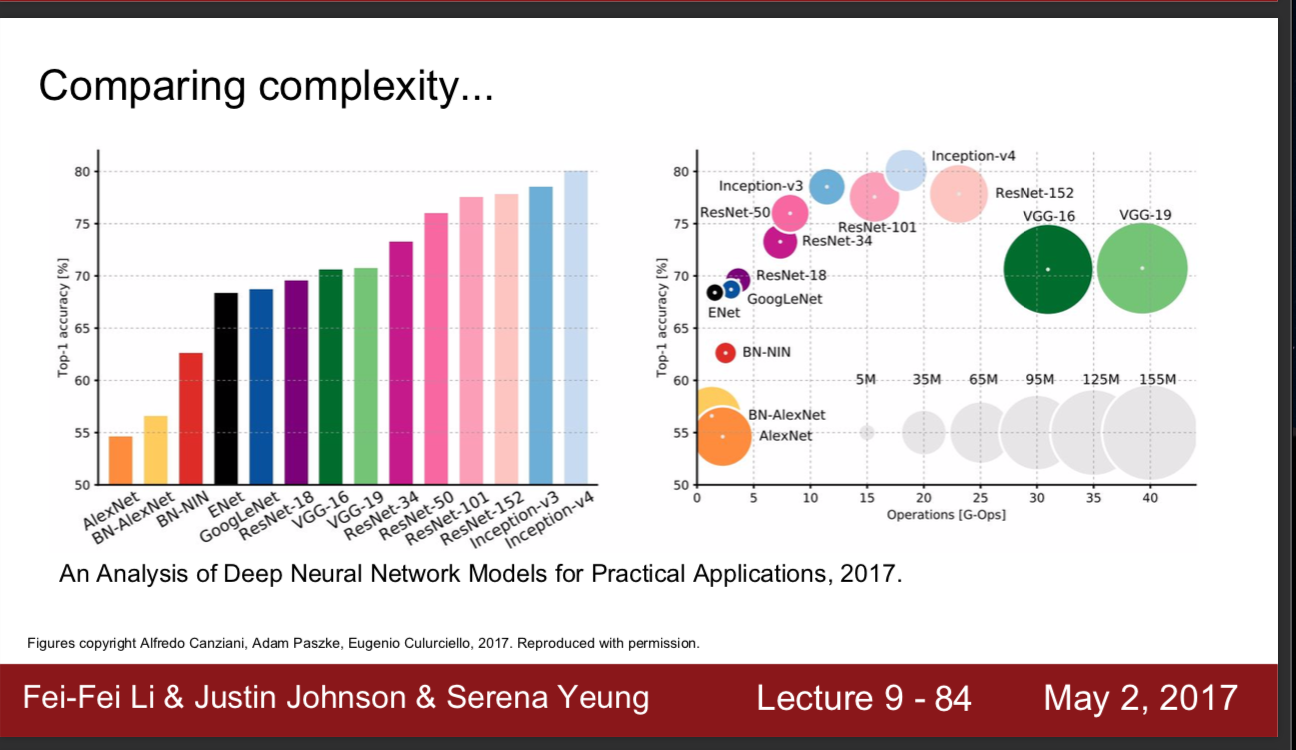 Comparing complexity...
80
75
70
65
60
55
50
Top-1 accuracy [%]
AlexNet
BN-AlexNet
BN-NIN
ENet
GoogLeNet
ResNet-18
VGG-16
VGG-19
ResNet-34
ResNet-50
ResNet-101
ResNet-152
Inception-v3
Inception-v4
80
75
70
65
60
55
50
Top-1 accuracy [%]
Inception-v4
Inception-v3
ResNet-152
ResNet-50
VGG-16
VGG-19
ResNet-101
ResNet-34
ResNet-18
GoogLeNet
ENet
BN-NIN
5M 35M 65M 95M 125M 155M
BN-AlexNet
AlexNet
0 5 10 15 20 25 30 35 40
Operations [G-Ops]
An Analysis of Deep Neural Network Models for Practical Applications, 2017.
Figures copyright Alfredo Canziani, Adam Paszke, Eugenio Culurciello, 2017. Reproduced with permission.
Fei-Fei Li & Justin Johnson & Serena Yeung Lecture 9 - 84 May 2, 2017